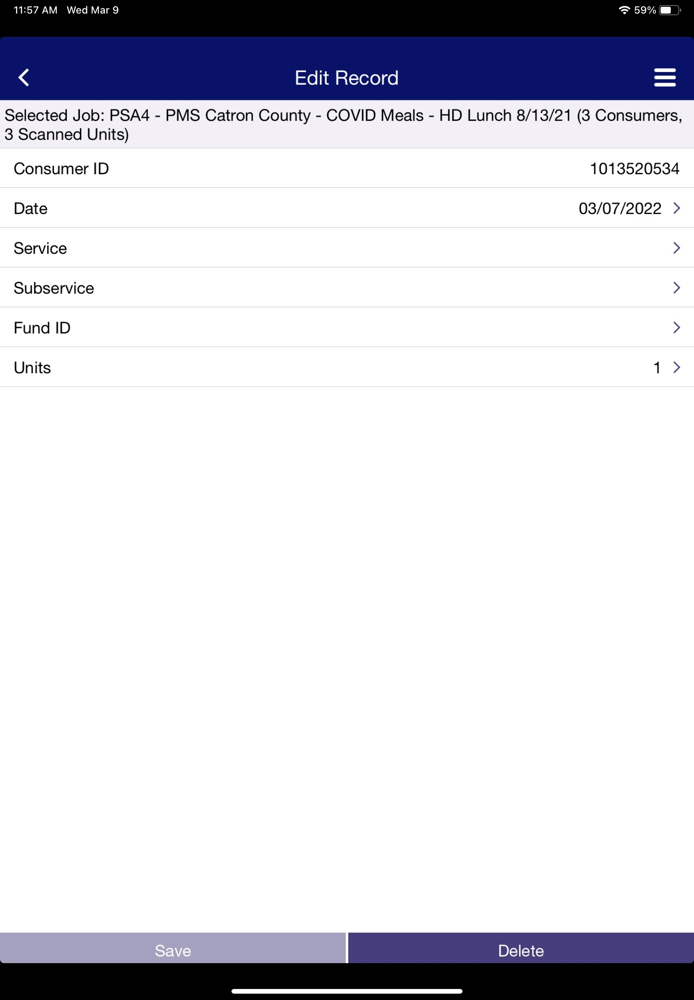 11:57 AM Wed Mar 9 59%
Edit Record
Selected Job: PSA4 - PMS Catron County - COVID Meals - HD Lunch 8/13/21 (3 Consumers,
3 Scanned Units)
Consumer ID 1013520534
Date 03/07/2022
Service
Subservice
Fund ID
Units 1
Save Delete